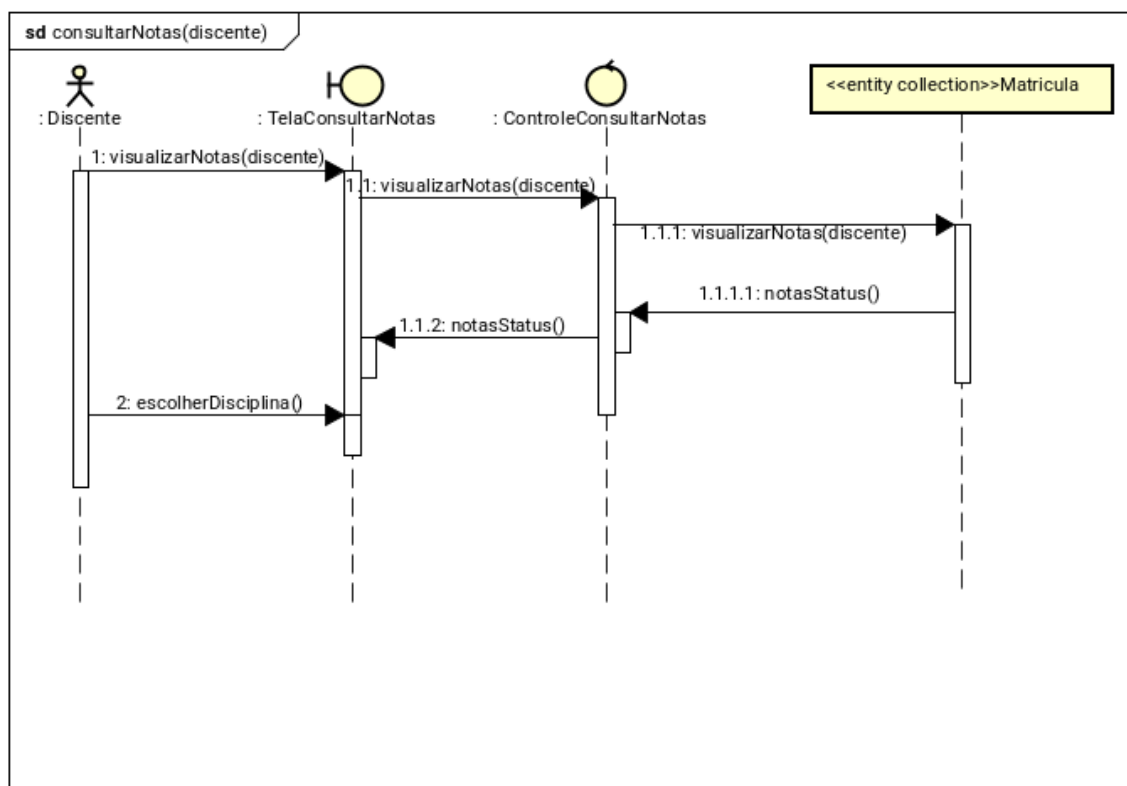 sd consultarNotas(discente)
: Discente
: TelaConsultarNotas
: ControleConsultarNotas
<<entity collection>>Matricula
1: visualizarNotas(discente)
1.1: visualizarNotas(discente)
1.1.1: visualizarNotas(discente)
1.1.1.1: notasStatus()
1.1.2: notasStatus()
2: escolherDisciplina()